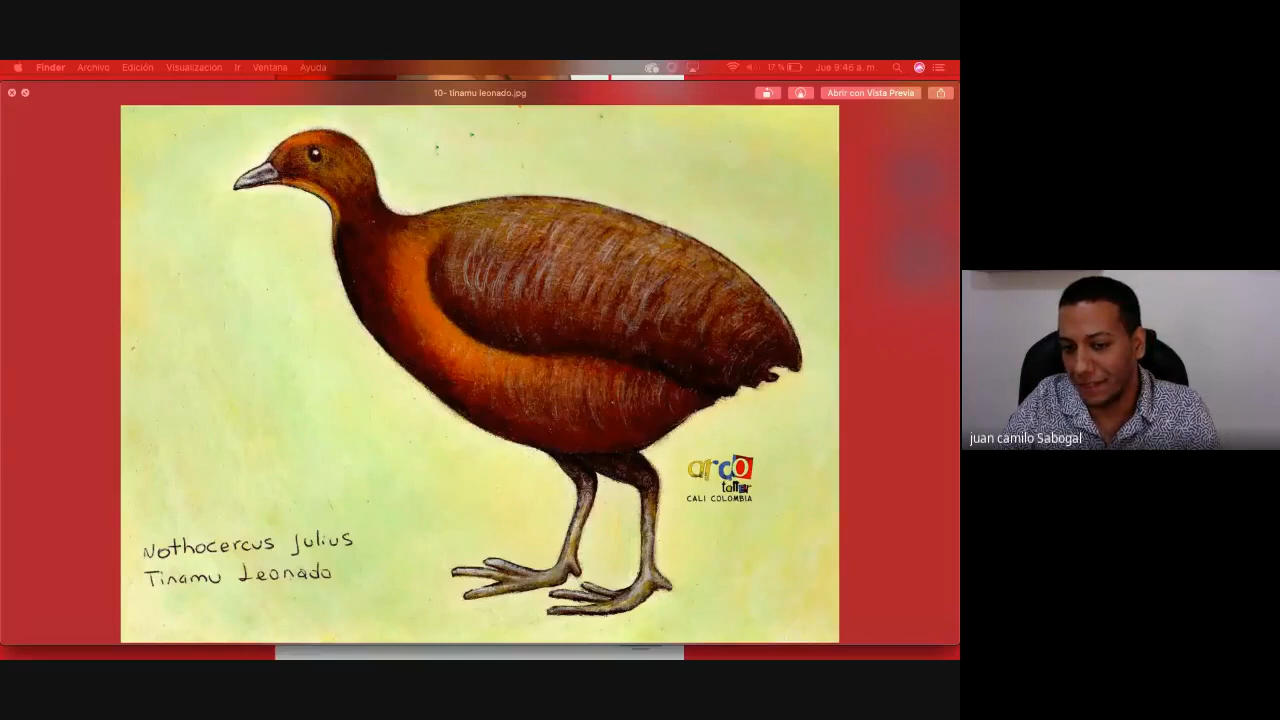 Finder Archivo Edición Visualización Ir Ventana Ayuda 17 % Jue 9:46 a. m.
10- tinamu leonado.jpg Abrir con Vista Previa
arco
taller
CALI COLOMBIA
juan camilo Sabogal
Nothocercus Julius
Tinamu Leonado